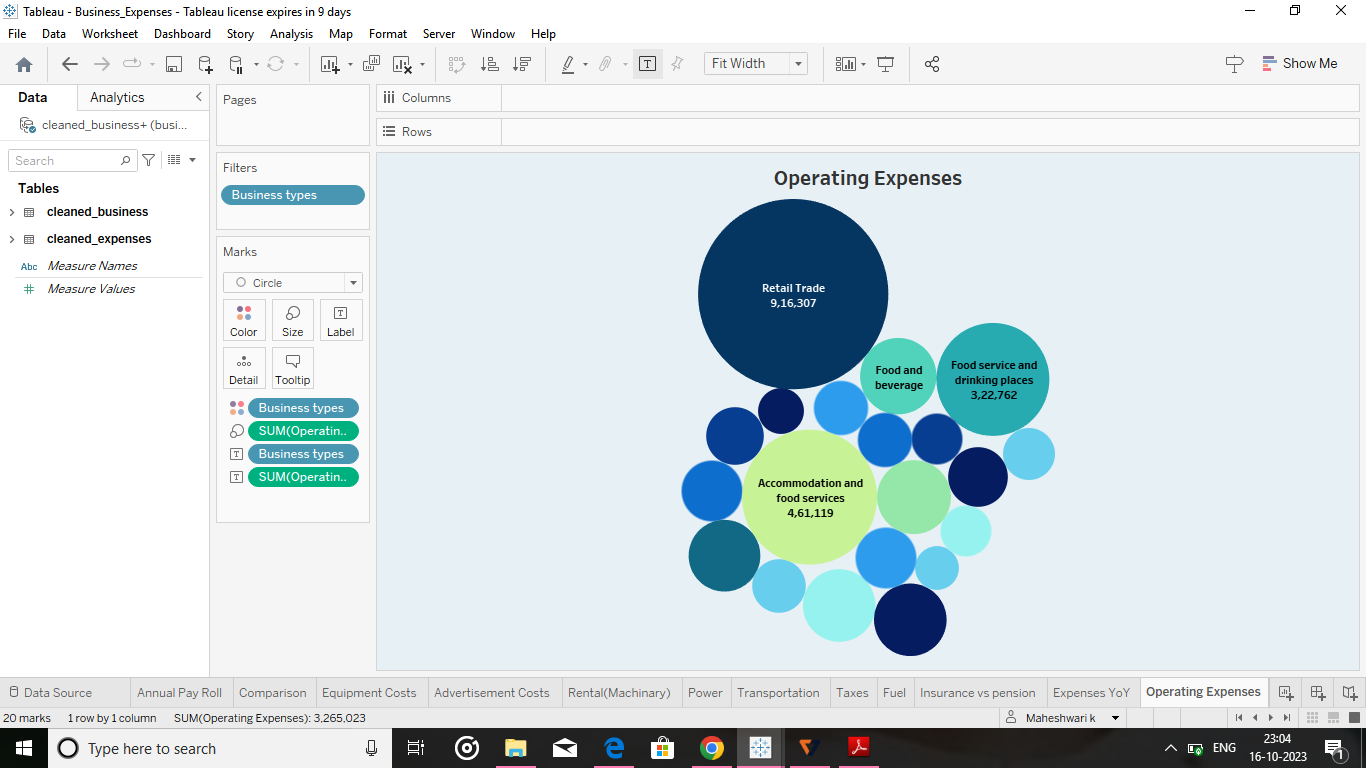 Tableau - Business_Expenses - Tableau license expires in 9 days
File Data Worksheet Dashboard Story Analysis Map Format Server Window Help
Fit Width
Show Me
Data Analytics
cleaned_business+ (busi...
Search
Tables
cleaned_business
cleaned_expenses
Abc Measure Names
Measure Values
Pages
Filters
Business types
Marks
Circle
Color Size Label
Detail Tooltip
Business types
SUM(Operatin..
Business types
SUM(Operatin..
Columns
Rows
Operating Expenses
Retail Trade
9,16,307
Food and
beverage
Food service and
drinking places
3,22,762
Accommodation and
food services
4,61,119
Data Source Annual Pay Roll Comparison Equipment Costs Advertisement Costs Rental(Machinary) Power Transportation Taxes Fuel Insurance vs pension Expenses YoY Operating Expenses
20 marks 1 row by 1 column SUM(Operating Expenses): 3,265,023 Maheshwari k
Type here to search
ENG
23:04
16-10-2023
1